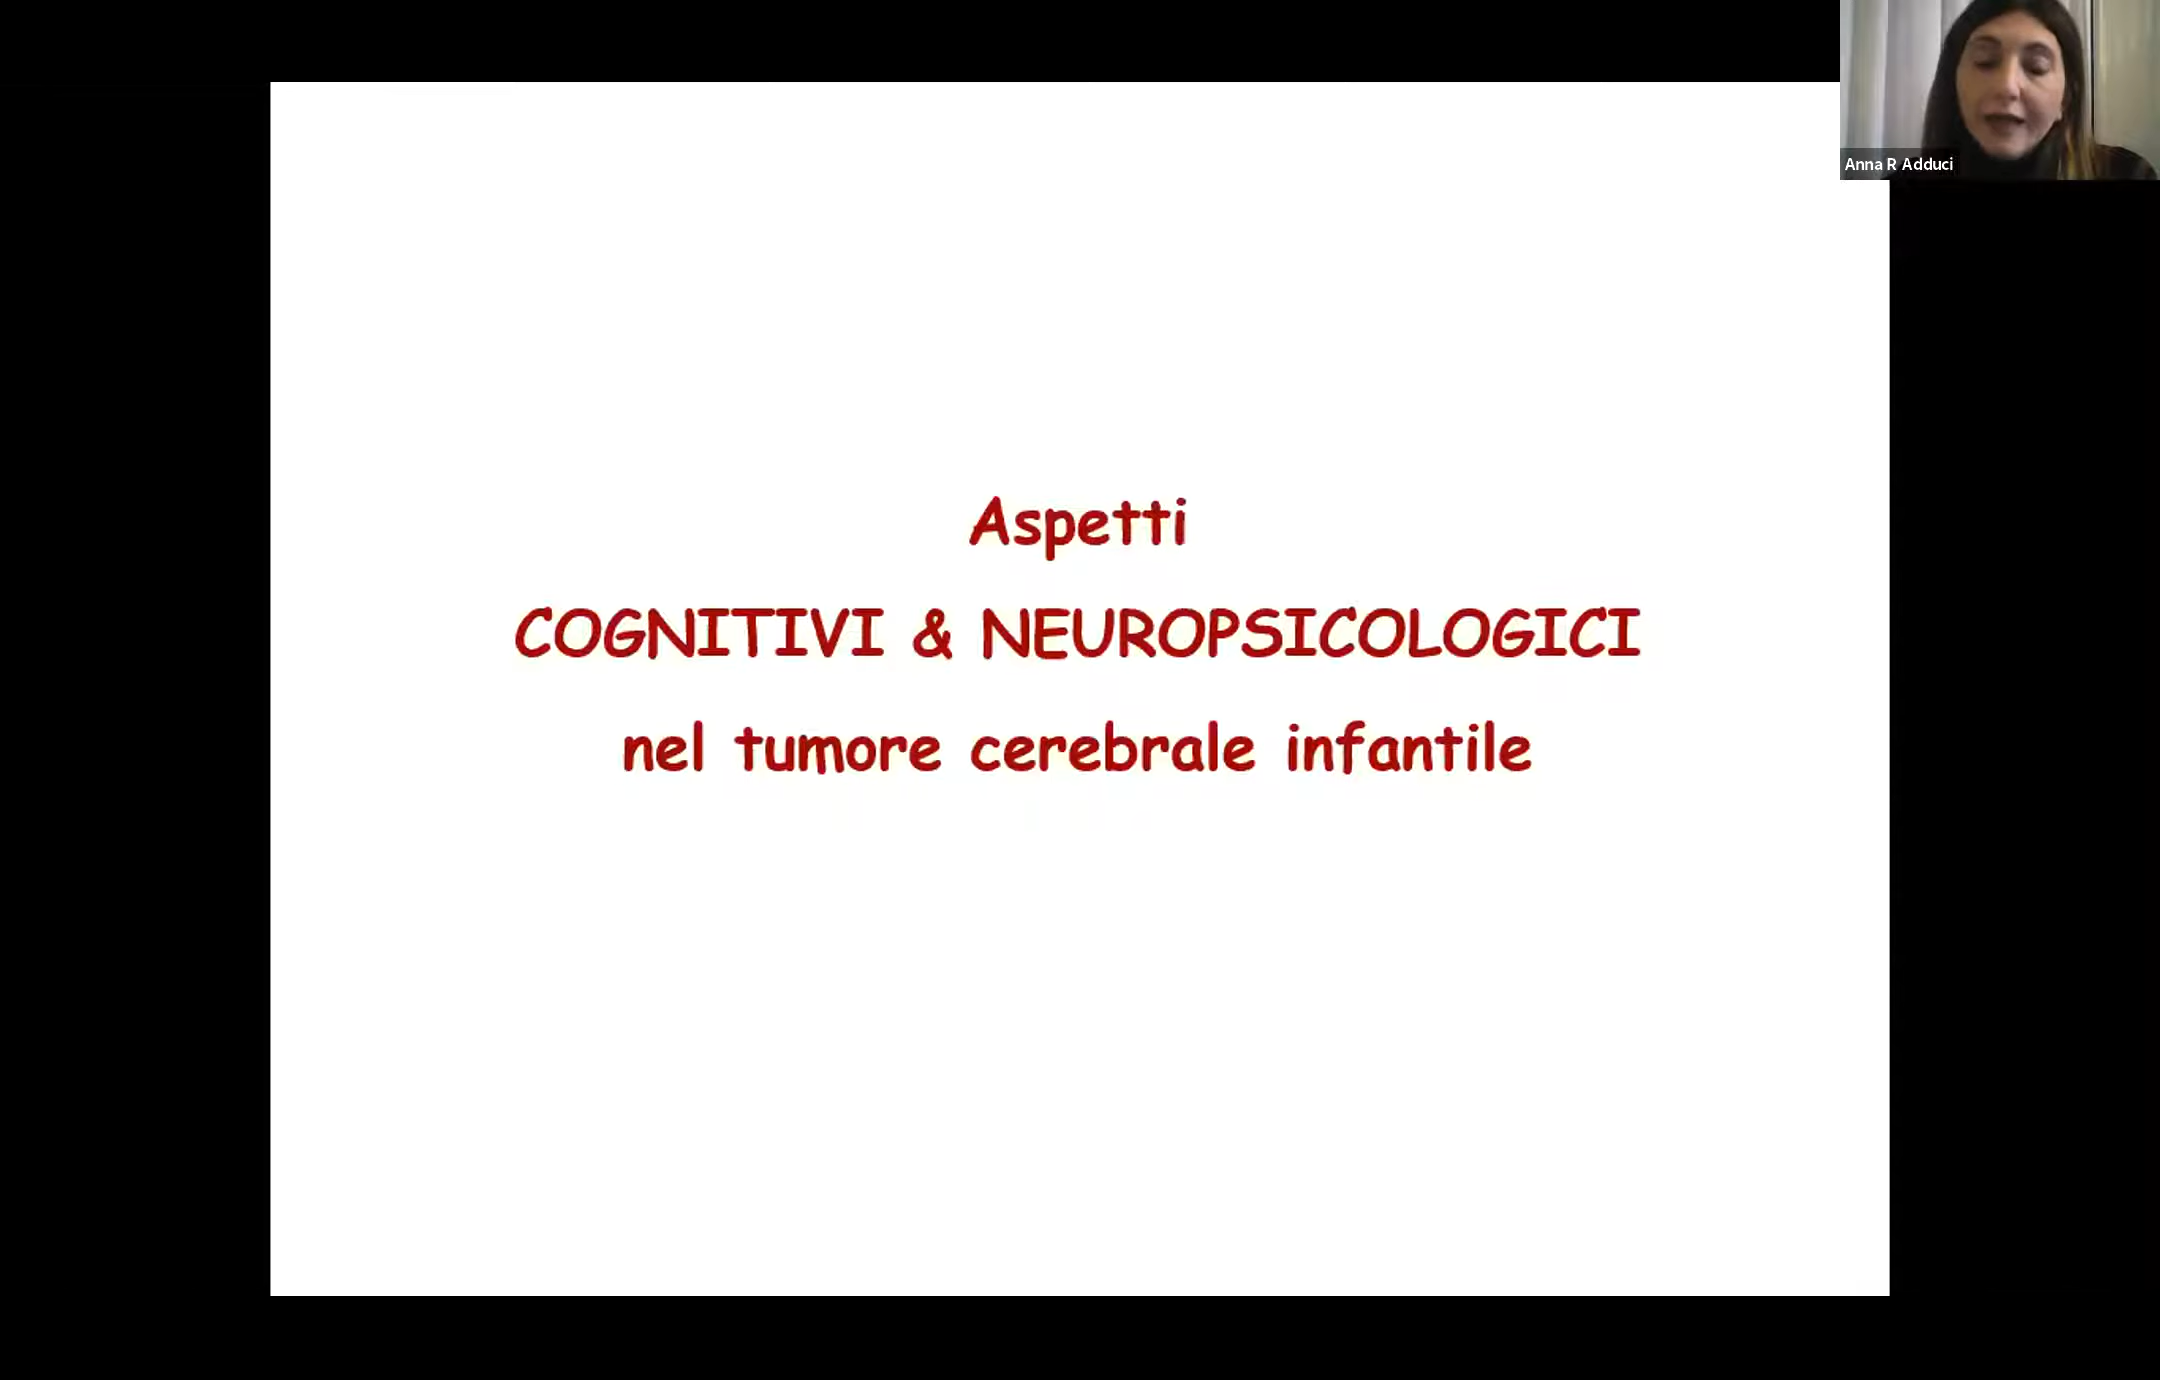 Anna R Adduci
Aspetti
COGNITIVI & NEUROPSICOLOGICI
nel tumore cerebrale infantile